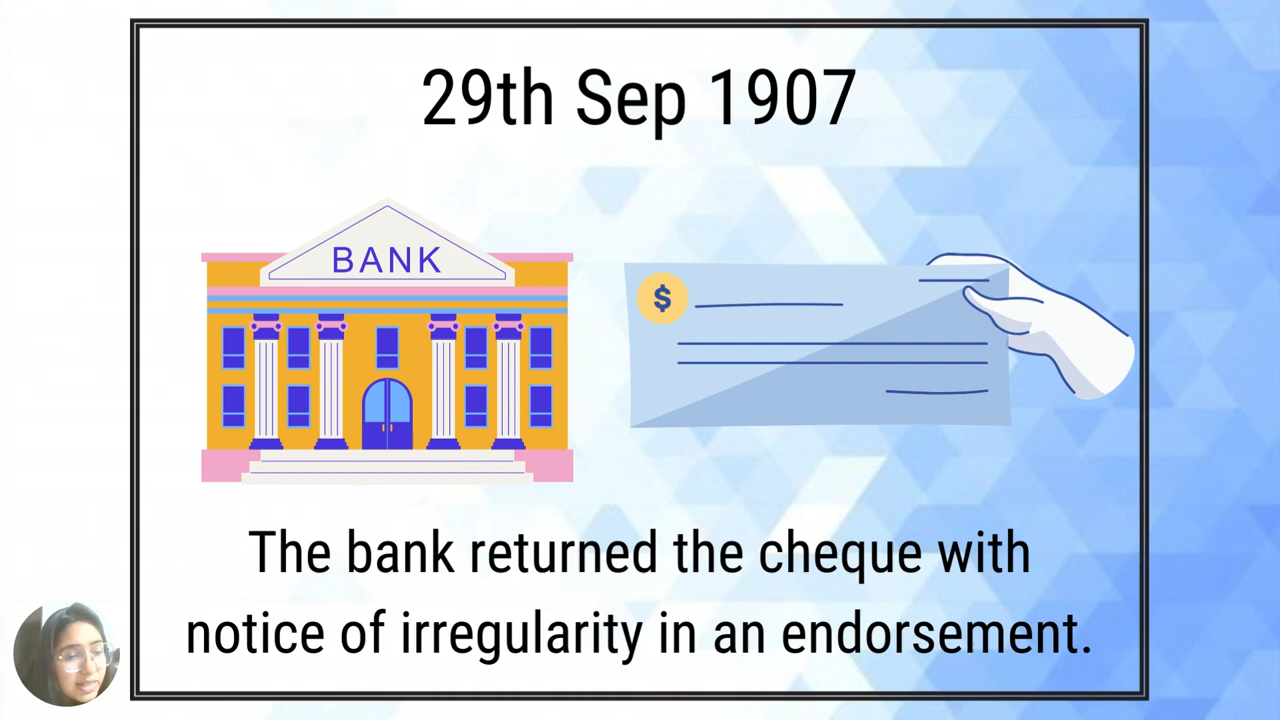 29th Sep 1907
BANK
$
The bank returned the cheque with
notice of irregularity in an endorsement.